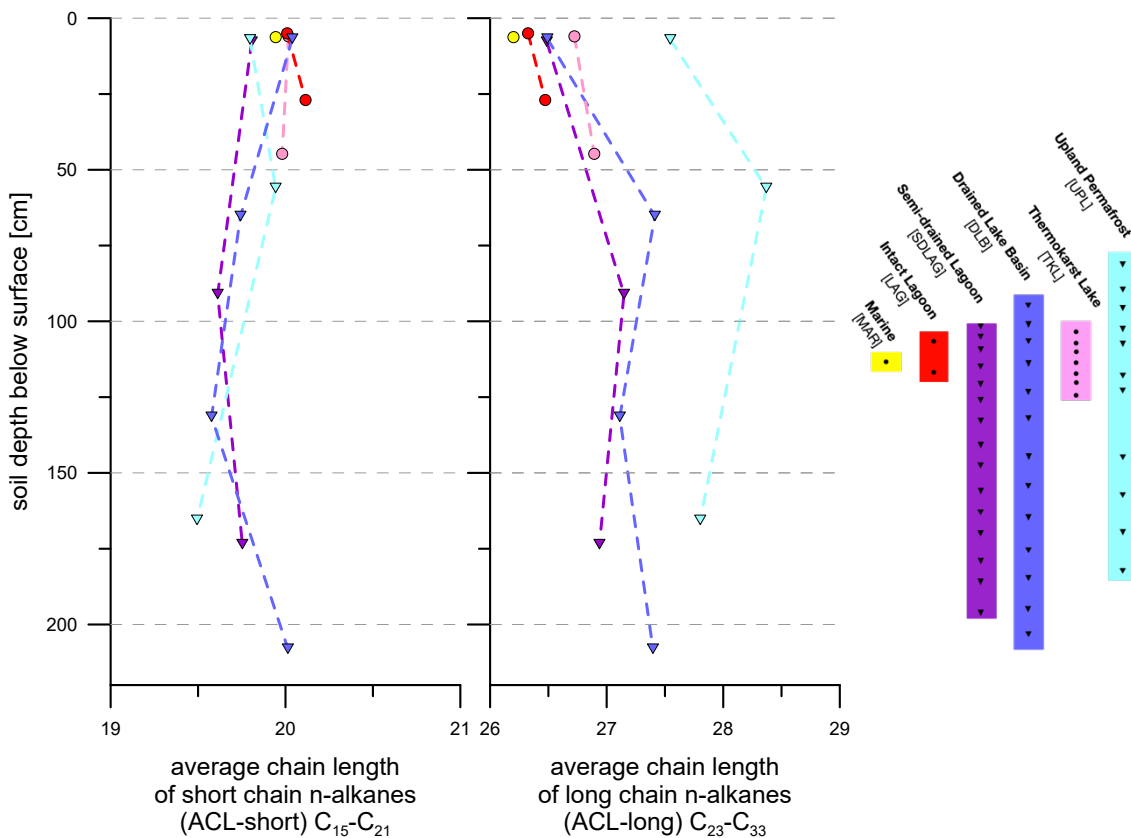 0
50
100
150
200
soil depth below surface [cm]
19
20
21
26
27
28
29
average chain length
of short chain n-alkanes
(ACL-short) C₁₅-C₂₁
average chain length
of long chain n-alkanes
(ACL-long) C₂₃-C₃₃
Marine
[MAR]
Intact Lagoon
[LAG]
Semi-drained Lagoon
[SDLAG]
Drained Lake Basin
[DLB]
Thermokarst Lake
[TKL]
Upland Permafrost
[UPL]